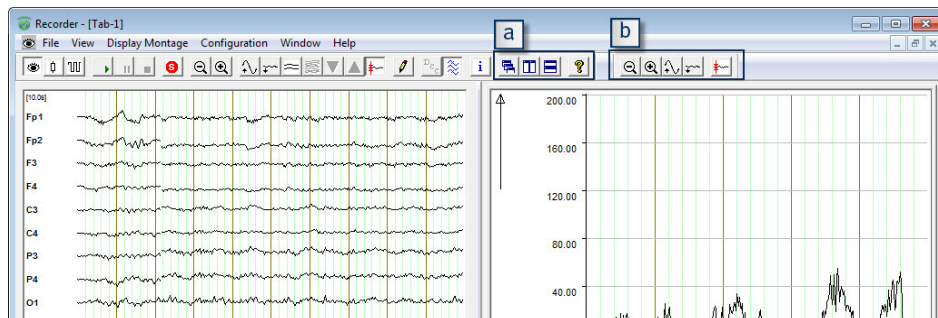 a
b
Recorder - [Tab-1]
File View Display Montage Configuration Window Help
i
?
[10.0s]
Fp1
Fp2
F3
F4
C3
C4
P3
P4
O1
200.00
160.00
120.00
80.00
40.00